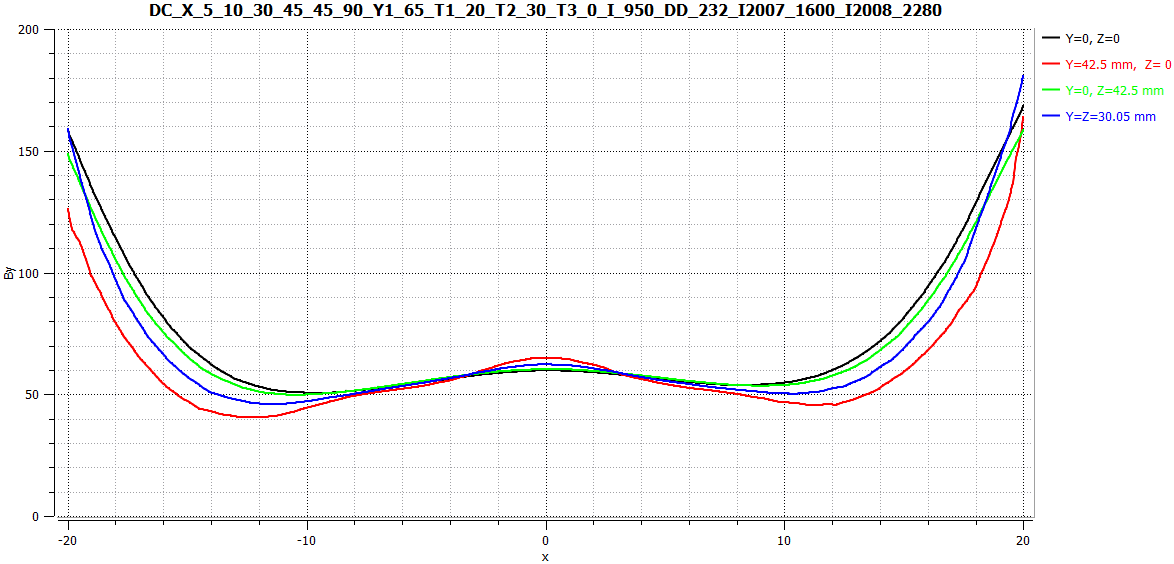 DC_X_5_10_30_45_45_90_Y1_65_T1_20_T2_30_T3_0_I_950_DD_232_I2007_1600_I2008_2280
200
150
100
50
0
By
-20
-10
0
10
20
x
Y=0, Z=0
Y=42.5 mm, Z= 0
Y=0, Z=42.5 mm
Y=Z=30.05 mm